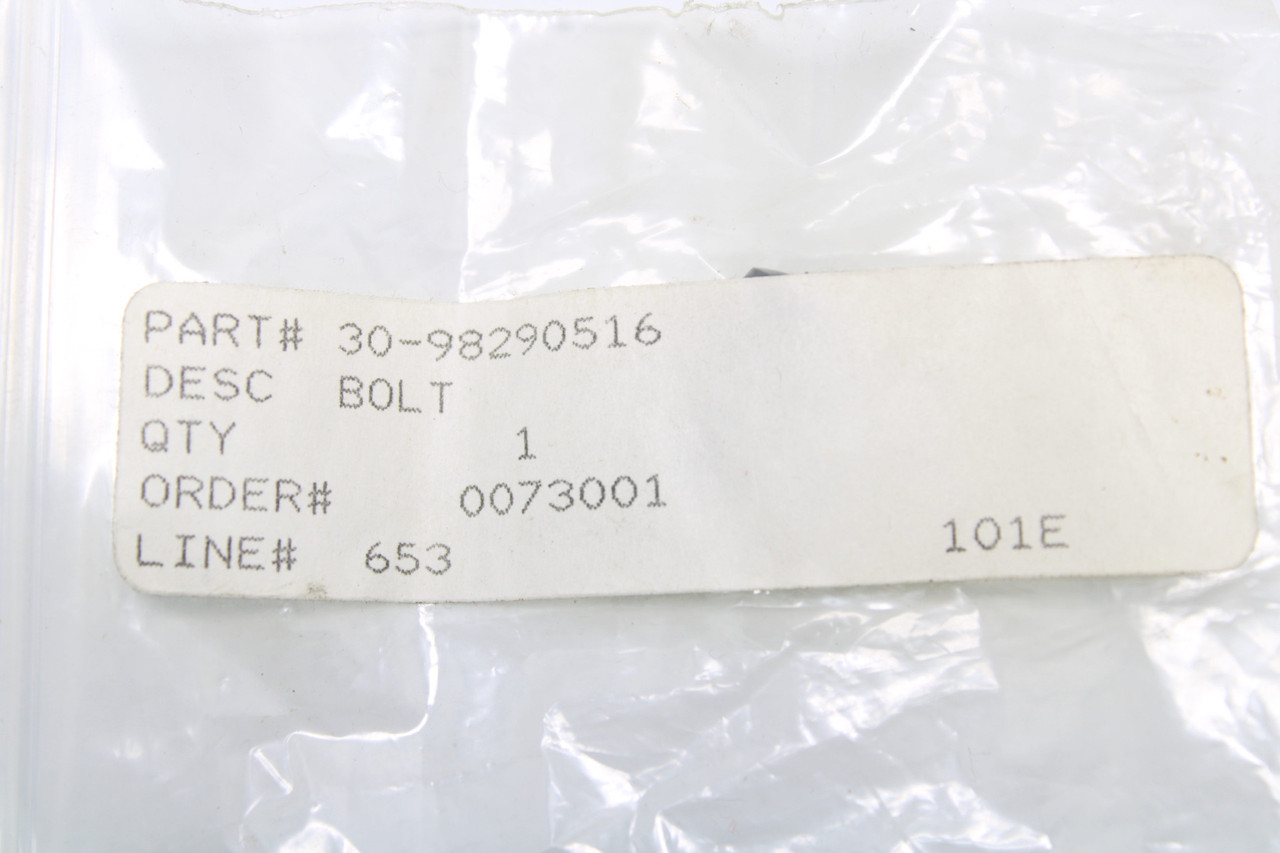 PART# 30-98290516
DESC BOLT
QTY 1
ORDER# 0073001
LINE# 653 101E